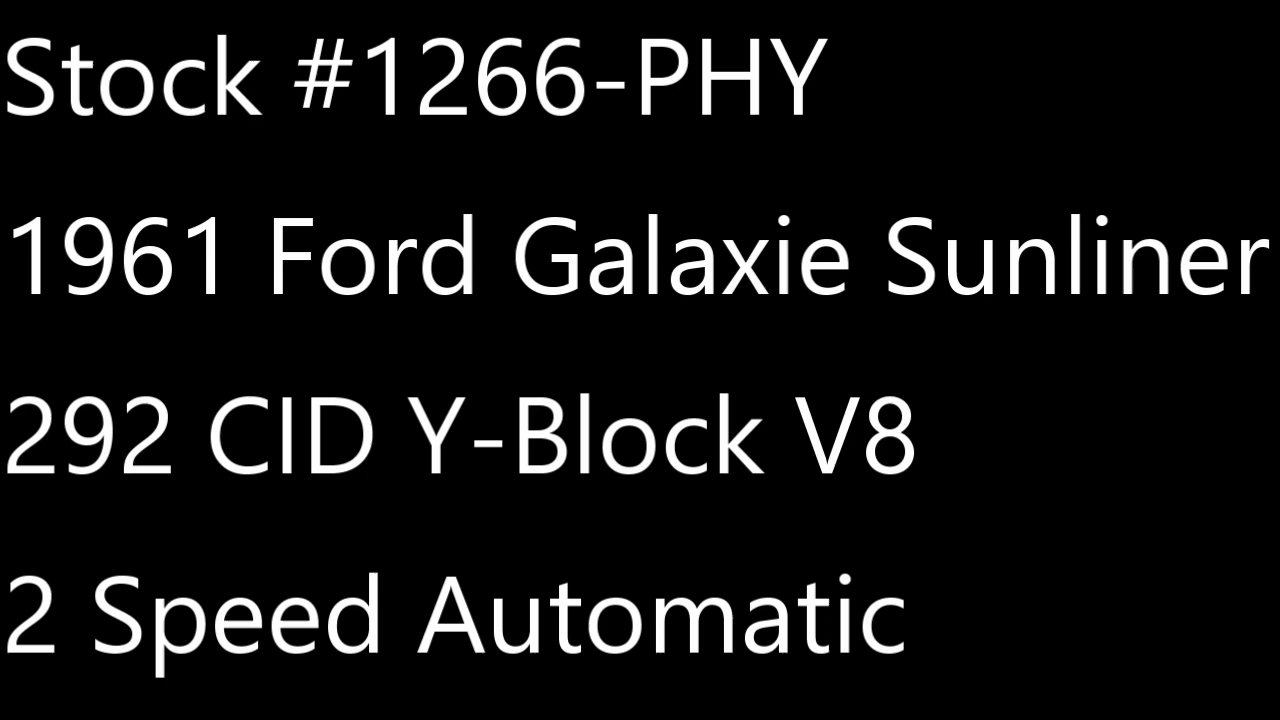 Stock #1266-PHY
1961 Ford Galaxie Sunliner
292 CID Y-Block V8
2 Speed Automatic